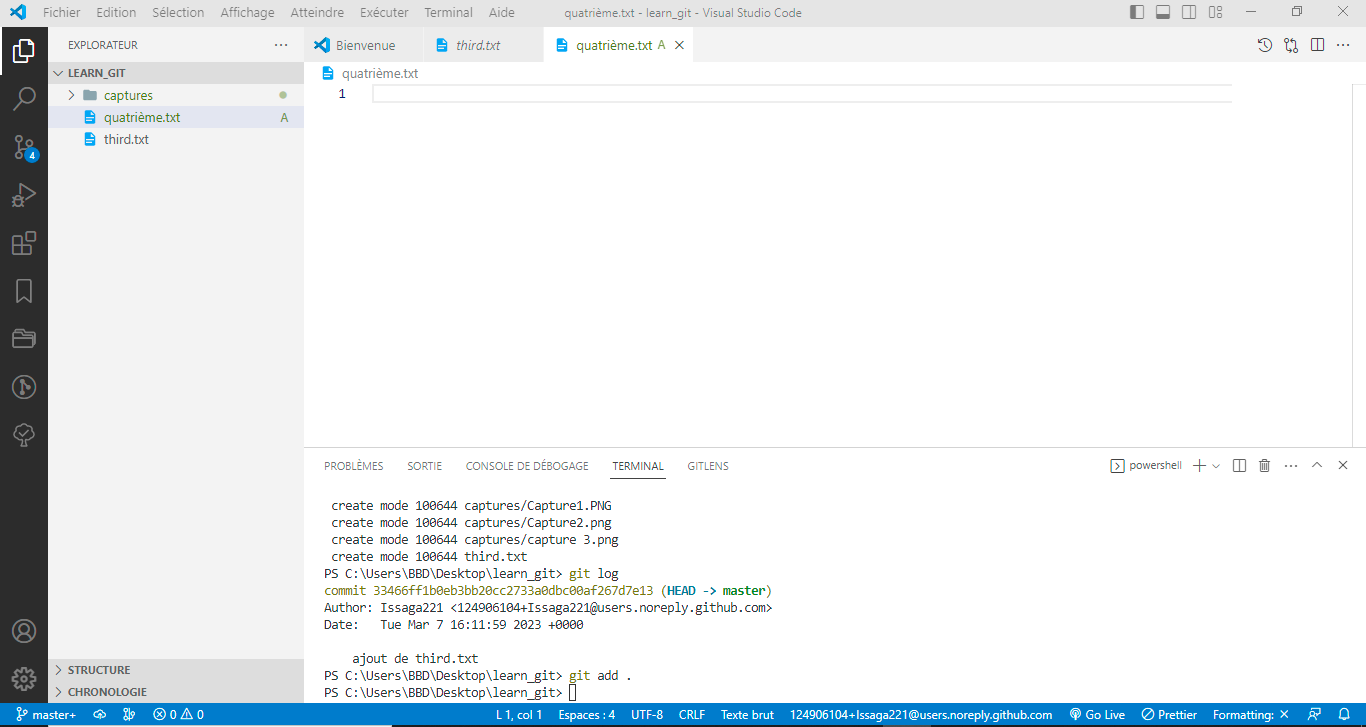 Fichier Edition Sélection Affichage Atteindre Exécuter Terminal Aide quatrième.txt - learn_git - Visual Studio Code
EXPLORATEUR
Bienvenue third.txt quatrième.txt A
LEARN_GIT
captures
quatrième.txt A
third.txt
quatrième.txt
1
4
PROBLÈMES SORTIE CONSOLE DE DÉBOGAGE TERMINAL GITLENS powershell
create mode 100644 captures/Capture1.PNG
create mode 100644 captures/Capture2.png
create mode 100644 captures/capture 3.png
create mode 100644 third.txt
PS C:\Users\BBD\Desktop\learn_git> git log
commit 33466ff1b0eb3bb20cc2733a0dbc00af267d7e13 (HEAD -> master)
Author: Issaga221 <124906104+Issaga221@users.noreply.github.com>
Date:   Tue Mar 7 16:11:59 2023 +0000
ajout de third.txt
PS C:\Users\BBD\Desktop\learn_git> git add .
PS C:\Users\BBD\Desktop\learn_git>
STRUCTURE
CHRONOLOGIE
master+ 0 0 L 1, col 1 Espaces : 4 UTF-8 CRLF Texte brut 124906104+Issaga221@users.noreply.github.com Go Live Prettier Formatting: